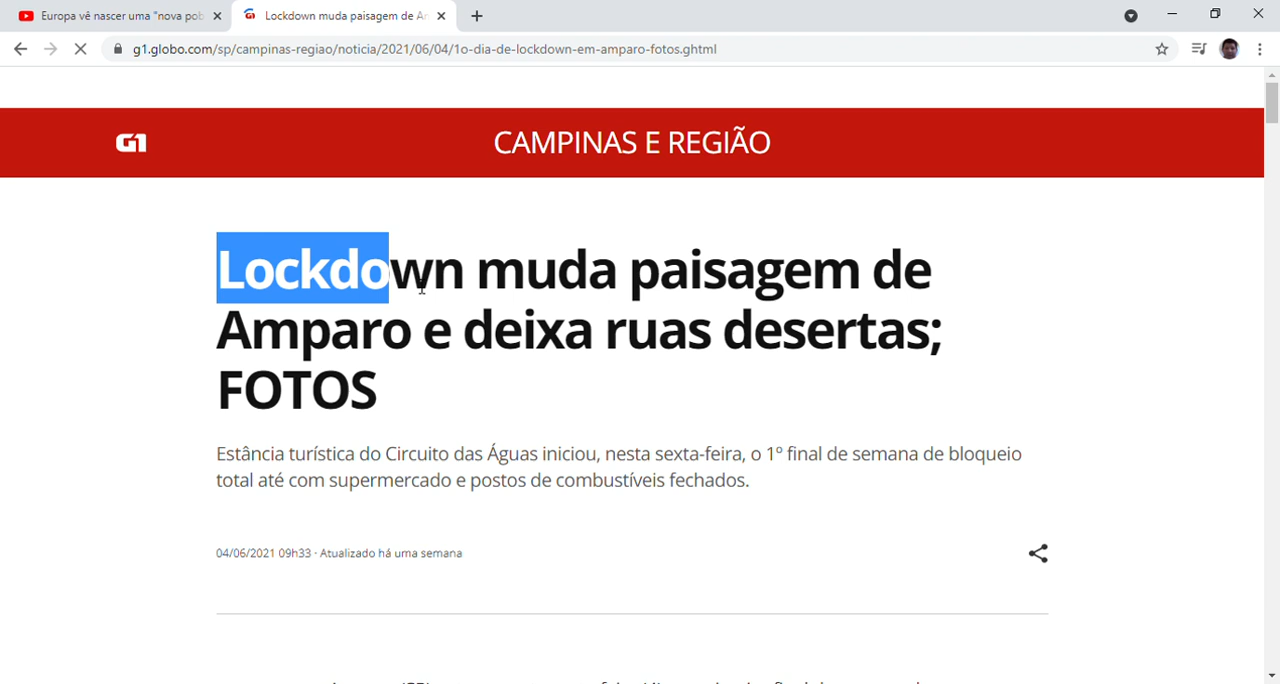 Europa vê nascer uma "nova pob
Lockdown muda paisagem de A
g1.globo.com/sp/campinas-regiao/noticia/2021/06/04/1o-dia-de-lockdown-em-amparo-fotos.ghtml
G1
CAMPINAS E REGIÃO
Lockdown muda paisagem de
Amparo e deixa ruas desertas;
FOTOS
Estância turística do Circuito das Águas iniciou, nesta sexta-feira, o 1º final de semana de bloqueio
total até com supermercado e postos de combustíveis fechados.
04/06/2021 09h33 · Atualizado há uma semana